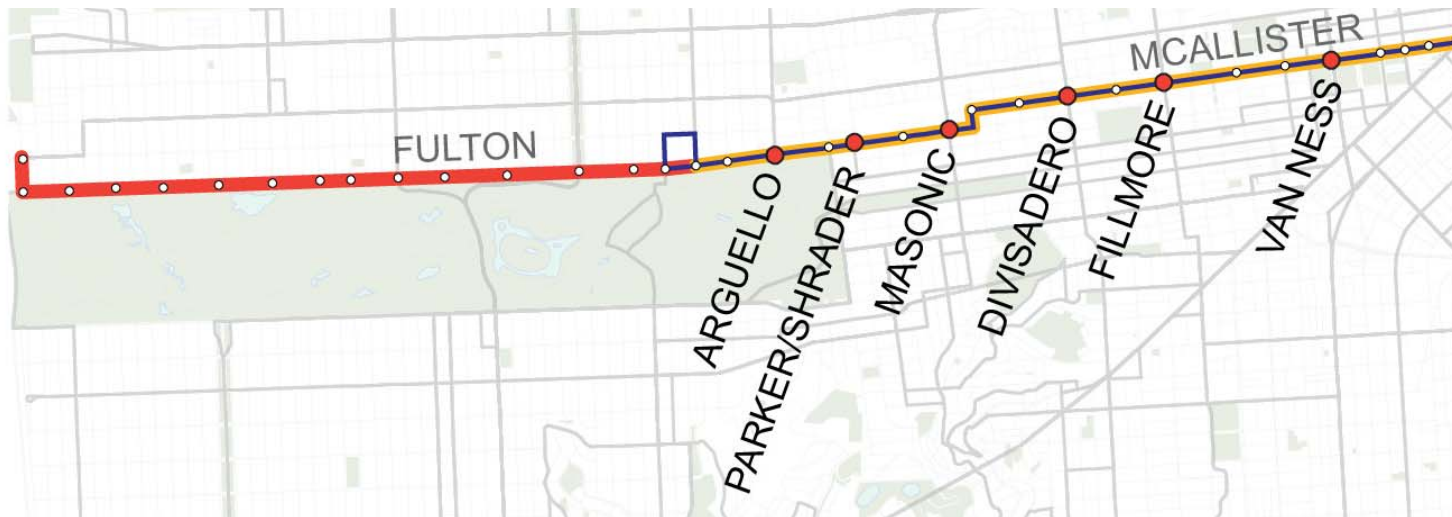 FULTON
MCALLISTER
ARGUELLO
PARKER/SHRADER
MASONIC
DIVISADERO
FILLMORE
VAN NESS